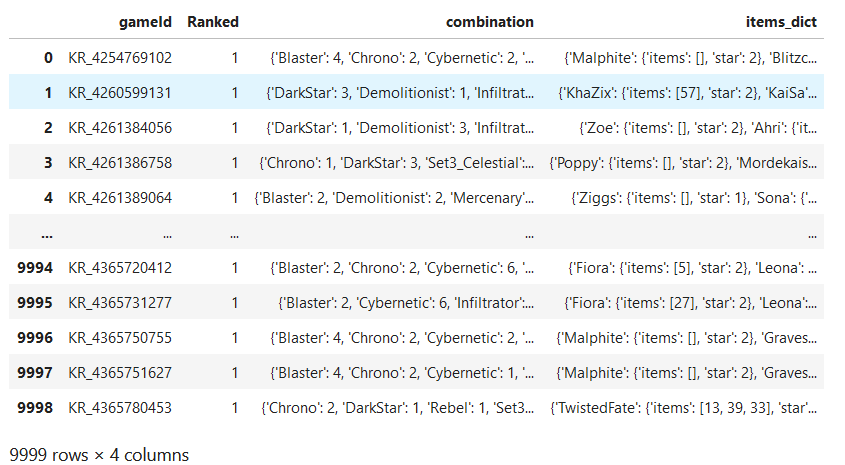 gameId Ranked combination items_dict
0 KR_4254769102 1 {'Blaster': 4, 'Chrono': 2, 'Cybernetic': 2, '... {'Malphite': {'items': [], 'star': 2}, 'Blitzc...
1 KR_4260599131 1 {'DarkStar': 3, 'Demolitionist': 1, 'Infiltrat... {'KhaZix': {'items': [57], 'star': 2}, 'KaiSa'...
2 KR_4261384056 1 {'DarkStar': 1, 'Demolitionist': 3, 'Infiltrat... {'Zoe': {'items': [], 'star': 2}, 'Ahri': {'it...
3 KR_4261386758 1 {'Chrono': 1, 'DarkStar': 3, 'Set3_Celestial':... {'Poppy': {'items': [], 'star': 2}, 'Mordekais...
4 KR_4261389064 1 {'Blaster': 2, 'Demolitionist': 2, 'Mercenary'... {'Ziggs': {'items': [], 'star': 1}, 'Sona': {'...
... ... ... ... ...
9994 KR_4365720412 1 {'Blaster': 2, 'Chrono': 2, 'Cybernetic': 6, '... {'Fiora': {'items': [5], 'star': 2}, 'Leona': ...
9995 KR_4365731277 1 {'Blaster': 2, 'Cybernetic': 6, 'Infiltrator':... {'Fiora': {'items': [27], 'star': 2}, 'Leona':...
9996 KR_4365750755 1 {'Blaster': 4, 'Chrono': 2, 'Cybernetic': 2, '... {'Malphite': {'items': [], 'star': 2}, 'Graves...
9997 KR_4365751627 1 {'Blaster': 4, 'Chrono': 2, 'Cybernetic': 1, '... {'Malphite': {'items': [], 'star': 2}, 'Graves...
9998 KR_4365780453 1 {'Chrono': 2, 'DarkStar': 1, 'Rebel': 1, 'Set3... {'TwistedFate': {'items': [13, 39, 33], 'star'...
9999 rows × 4 columns